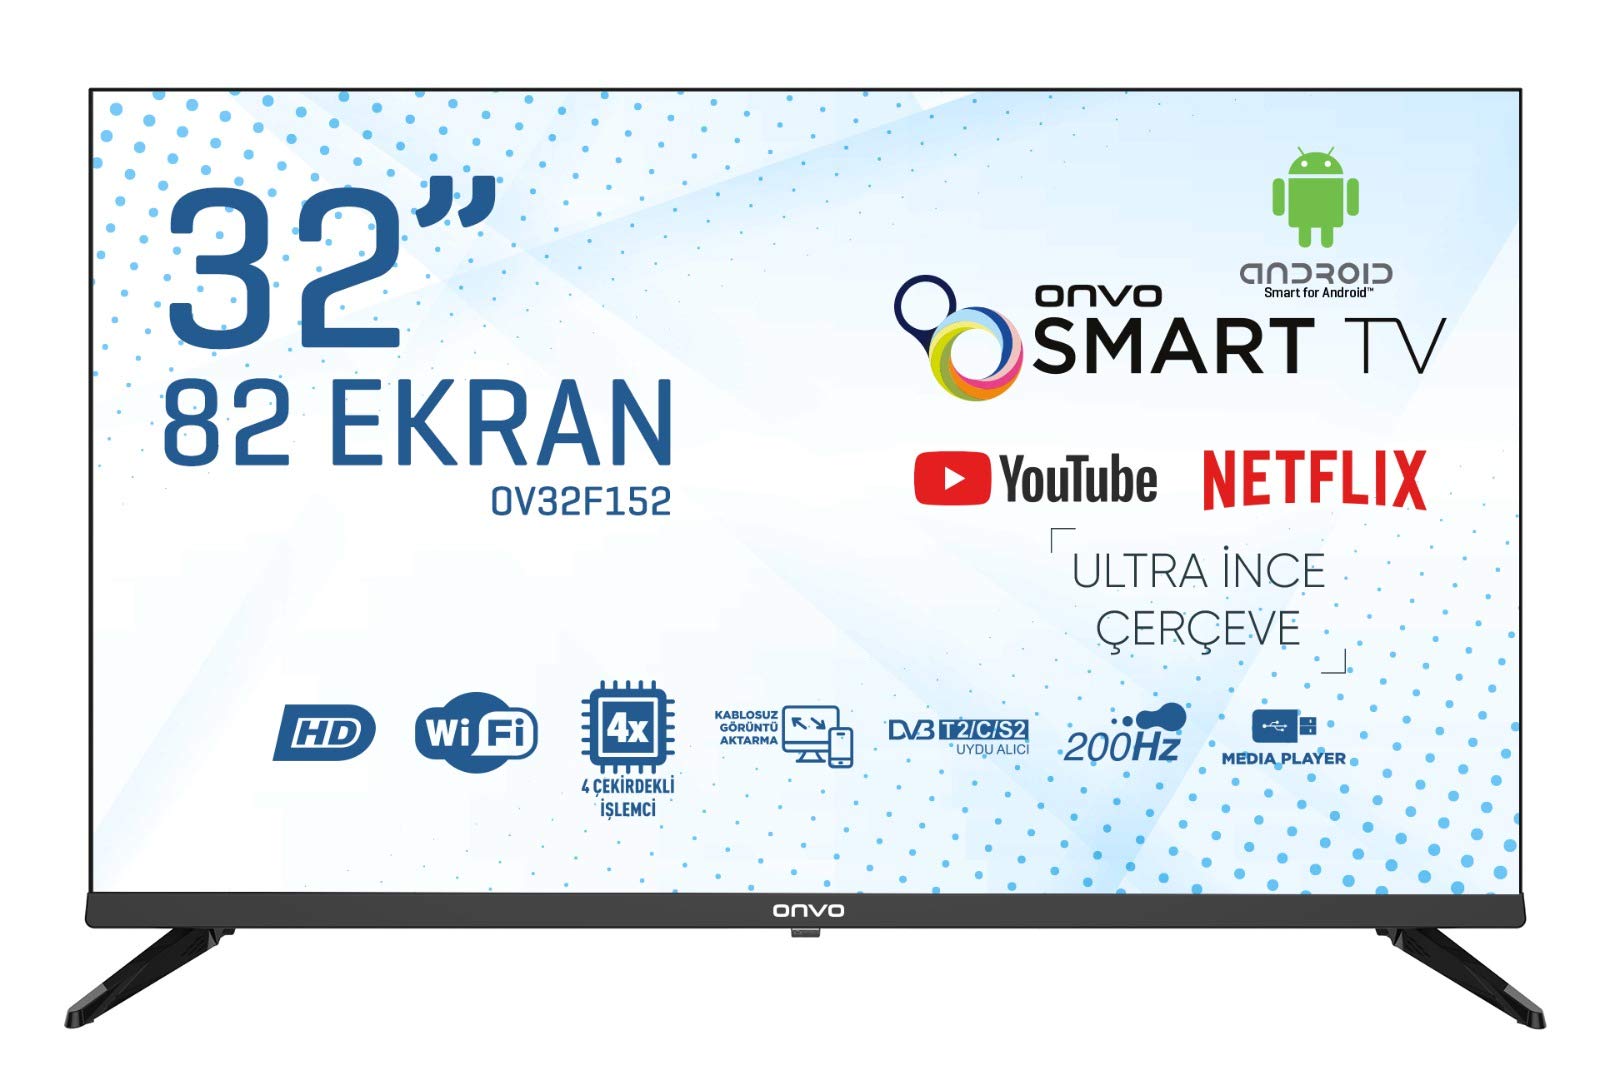 32”
82 EKRAN
OV32F152
ANDROID
Smart for Android™
onvo
SMART TV
YouTube NETFLIX
ULTRA İNCE
ÇERÇEVE
HD
WiFi
4x
4 ÇEKİRDEKLİ
İŞLEMCİ
KABLOSUZ
GÖRÜNTÜ
AKTARMA
DVB T2/C/S2
UYDU ALICI
200Hz
MEDIA PLAYER
onvo